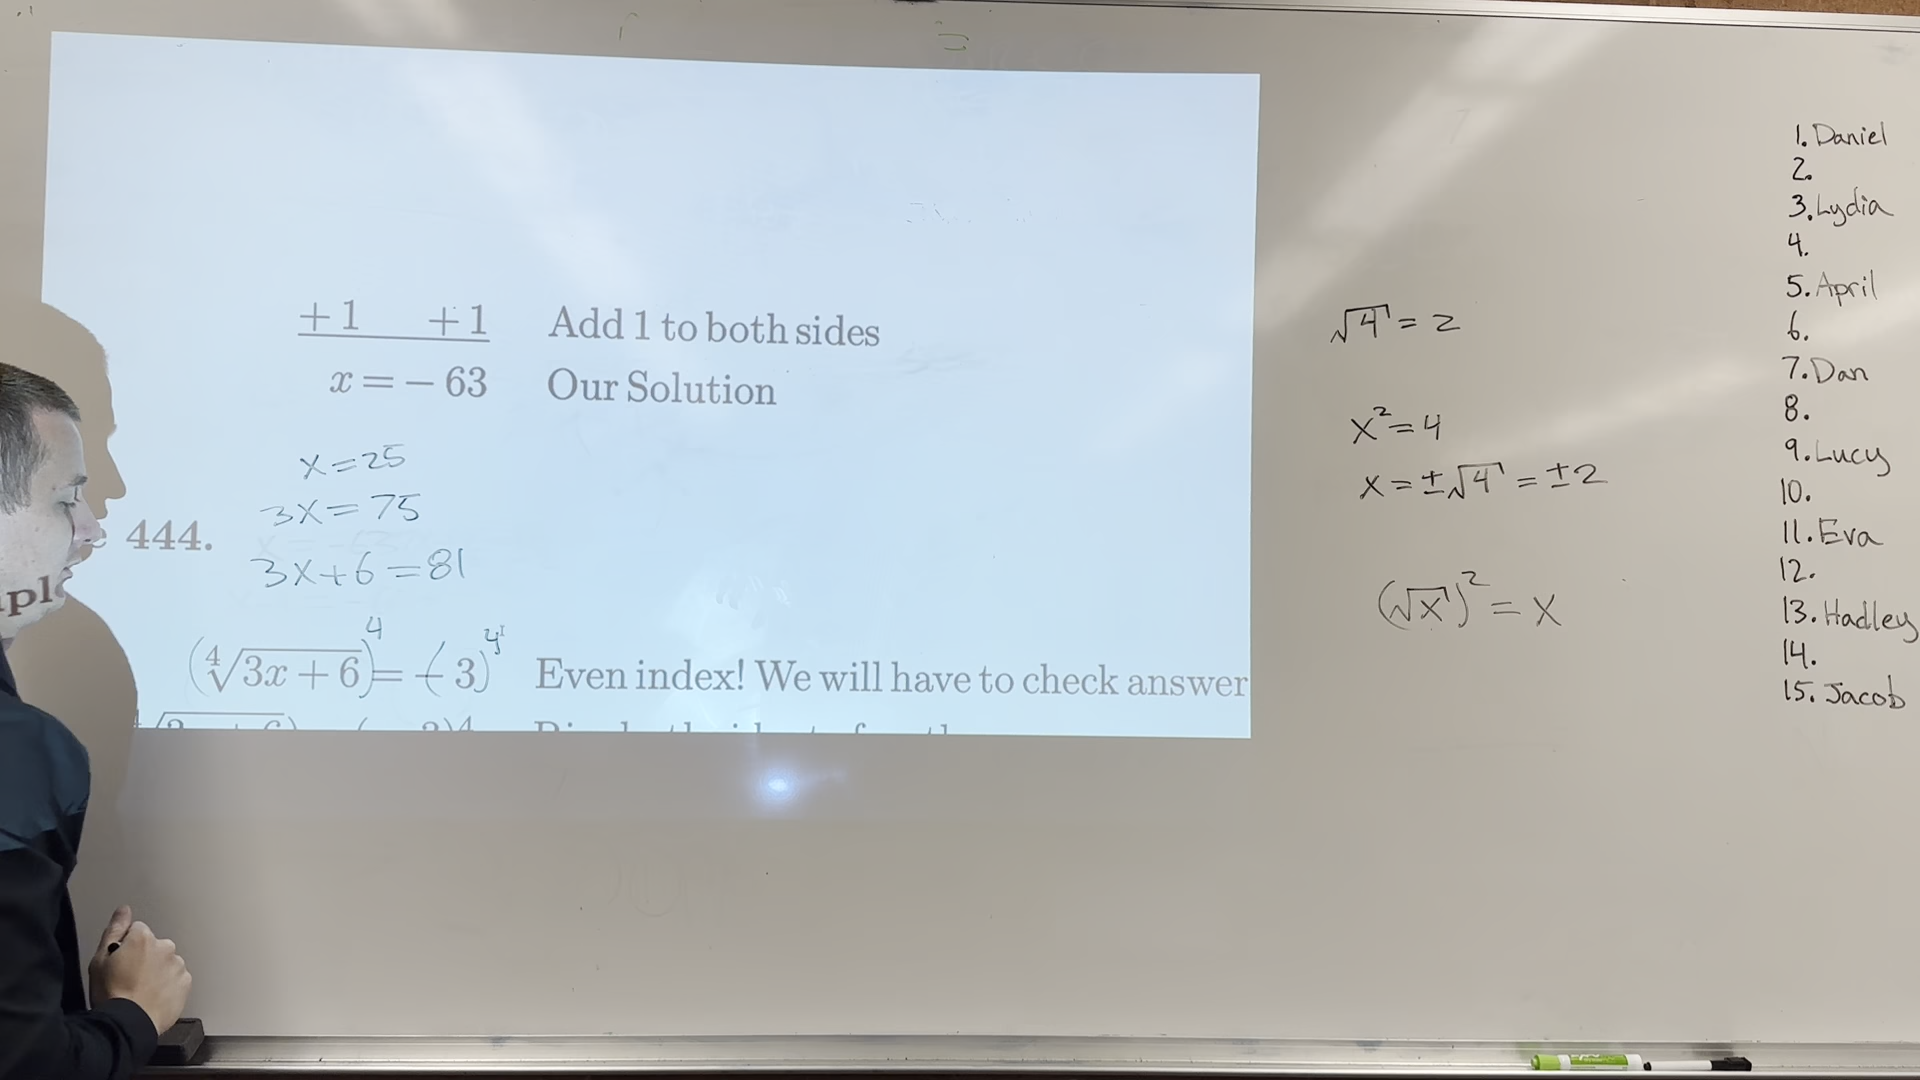 +1 +1 Add 1 to both sides
x = − 63 Our Solution
x=25
3x=75
444.
3x+6=81
(∜3x + 6)⁴ = (− 3)⁴ Even index! We will have to check answer
√4 = 2
x² = 4
x = ±√4 = ±2
(√x)² = x
1. Daniel
2.
3. Lydia
4.
5. April
6.
7. Dan
8.
9. Lucy
10.
11. Eva
12.
13. Hadley
14.
15. Jacob